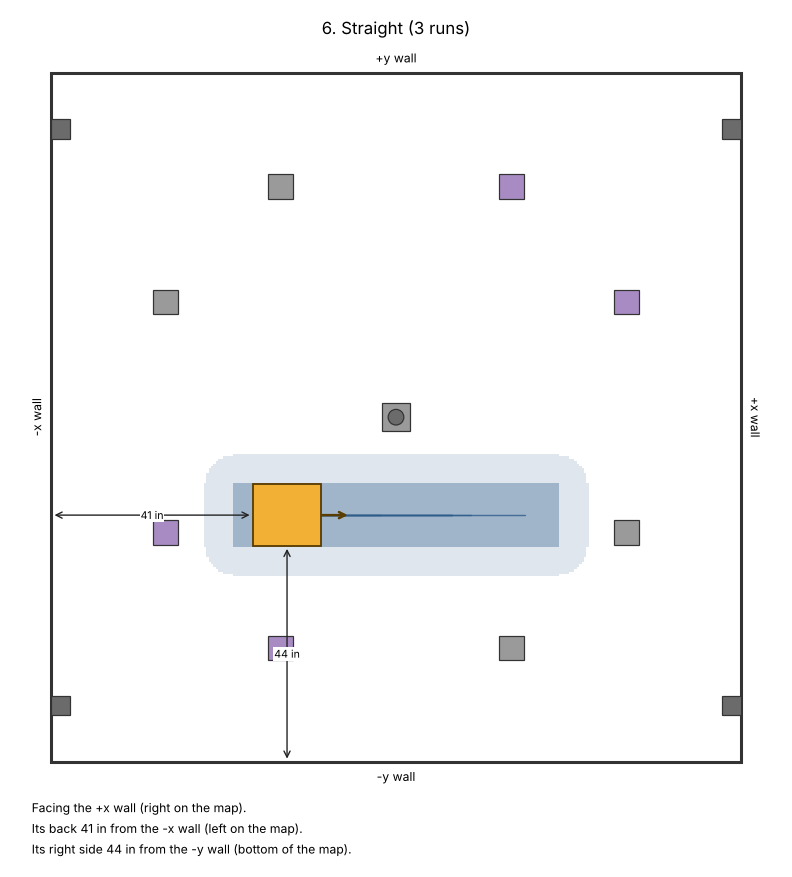 6. Straight (3 runs)
+y wall
-x wall
+x wall
41 in
44 in
-y wall
Facing the +x wall (right on the map).
Its back 41 in from the -x wall (left on the map).
Its right side 44 in from the -y wall (bottom of the map).